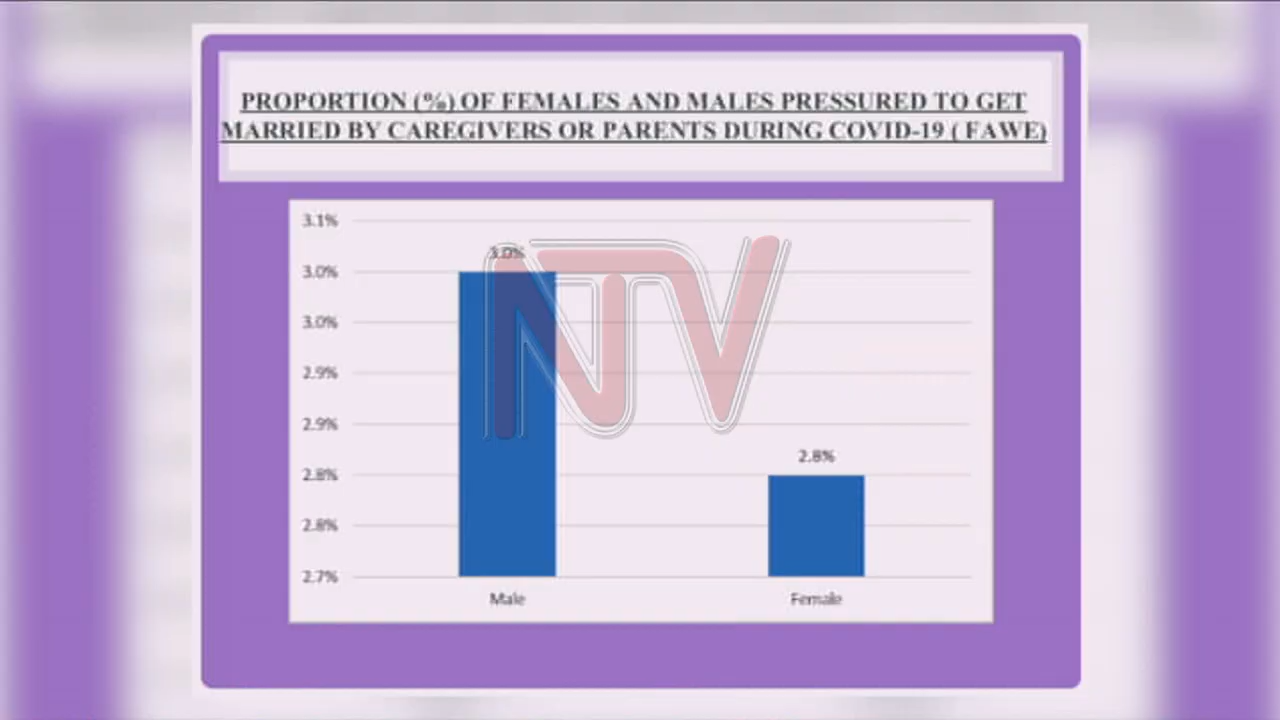 PROPORTION (%) OF FEMALES AND MALES PRESSURED TO GET
MARRIED BY CAREGIVERS OR PARENTS DURING COVID-19 ( FAWE)
3.1%
3.0%
3.0%
3.0%
2.9%
2.9%
2.8%
2.8%
2.8%
2.7%
Male
Female
NTV